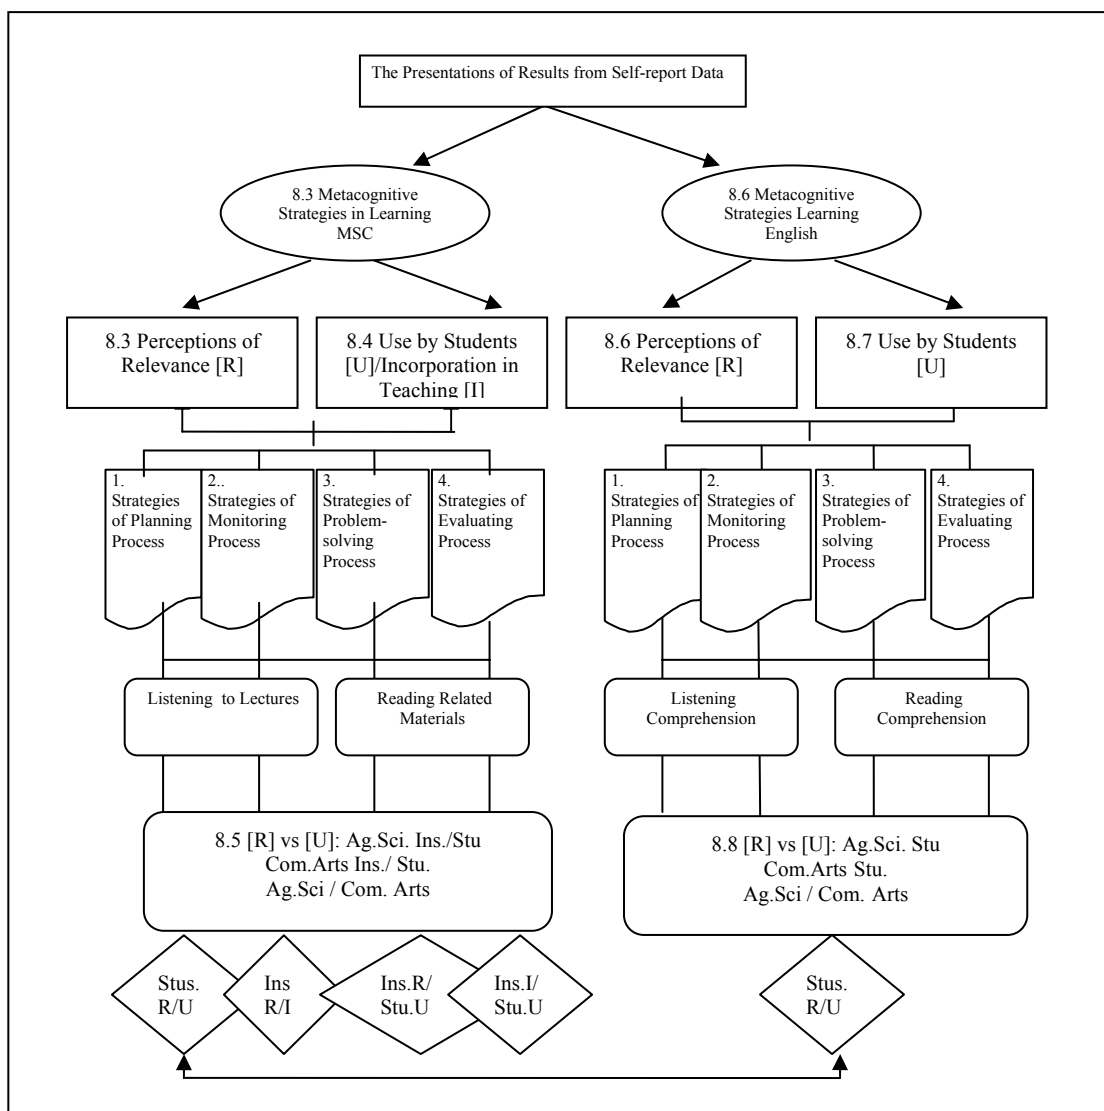 The Presentations of Results from Self-report Data
8.3 Metacognitive
Strategies in Learning
MSC
8.6 Metacognitive
Strategies Learning
English
8.3 Perceptions of
Relevance [R]
8.4 Use by Students
[U]/Incorporation in
Teaching [I]
8.6 Perceptions of
Relevance [R]
8.7 Use by Students
[U]
1.
Strategies
of Planning
Process
2..
Strategies of
Monitoring
Process
3.
Strategies of
Problem-
solving
Process
4.
Strategies of
Evaluating
Process
1.
Strategies of
Planning
Process
2.
Strategies of
Monitoring
Process
3.
Strategies of
Problem-
solving
Process
4.
Strategies of
Evaluating
Process
Listening to Lectures
Reading Related
Materials
Listening
Comprehension
Reading
Comprehension
8.5 [R] vs [U]: Ag.Sci. Ins./Stu
Com.Arts Ins./ Stu.
Ag.Sci / Com. Arts
8.8 [R] vs [U]: Ag.Sci. Stu
Com.Arts Stu.
Ag.Sci / Com. Arts
Stus.
R/U
Ins
R/I
Ins.R/
Stu.U
Ins.I/
Stu.U
Stus.
R/U